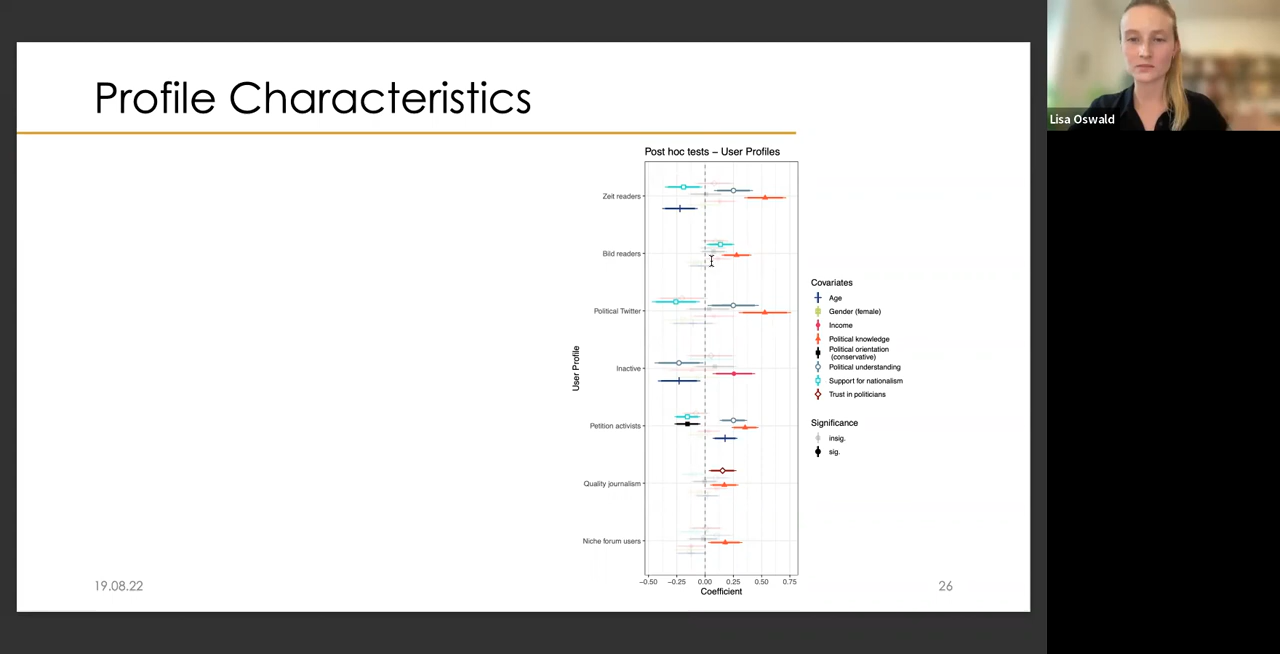 Profile Characteristics
Post hoc tests – User Profiles
Zeit readers
Bild readers
Political Twitter
Inactive
Petition activists
Quality journalism
Niche forum users
User Profile
−0.50 −0.25 0.00 0.25 0.50 0.75
Coefficient
Covariates
Age
Gender (female)
Income
Political knowledge
Political orientation
(conservative)
Political understanding
Support for nationalism
Trust in politicians
Significance
insig.
sig.
19.08.22
26
Lisa Oswald